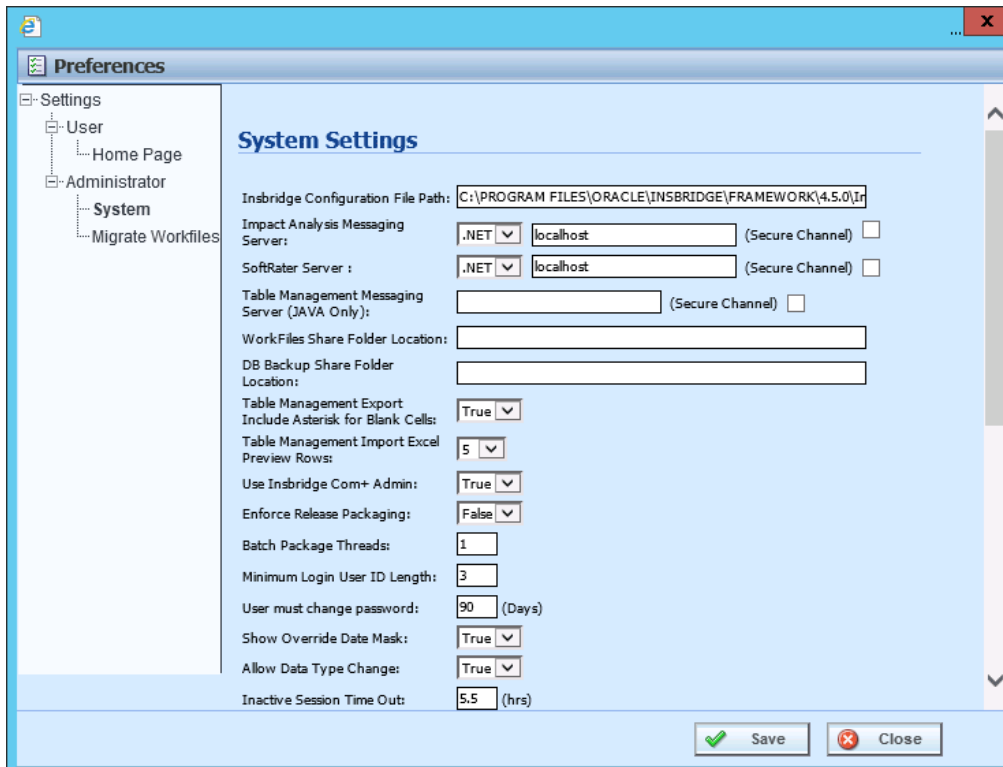 ...
x
Preferences
Settings
User
Home Page
Administrator
System
Migrate Workfiles
System Settings
Insbridge Configuration File Path: C:\PROGRAM FILES\ORACLE\INSBRIDGE\FRAMEWORK\4.5.0\In
Impact Analysis Messaging
Server: .NET localhost (Secure Channel)
SoftRater Server : .NET localhost (Secure Channel)
Table Management Messaging
Server (JAVA Only): (Secure Channel)
WorkFiles Share Folder Location:
DB Backup Share Folder
Location:
Table Management Export
Include Asterisk for Blank Cells: True
Table Management Import Excel
Preview Rows: 5
Use Insbridge Com+ Admin: True
Enforce Release Packaging: False
Batch Package Threads: 1
Minimum Login User ID Length: 3
User must change password: 90 (Days)
Show Override Date Mask: True
Allow Data Type Change: True
Inactive Session Time Out: 5.5 (hrs)
Save
Close